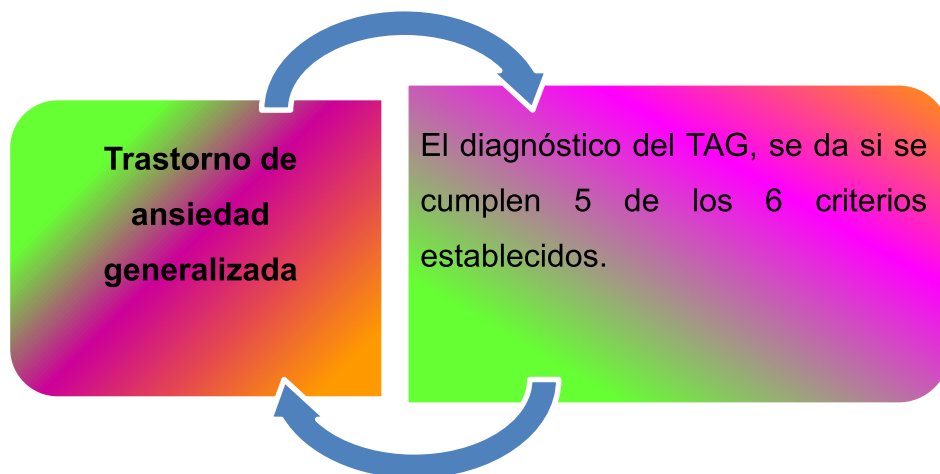 Trastorno de
ansiedad
generalizada
El diagnóstico del TAG, se da si se
cumplen 5 de los 6 criterios
establecidos.